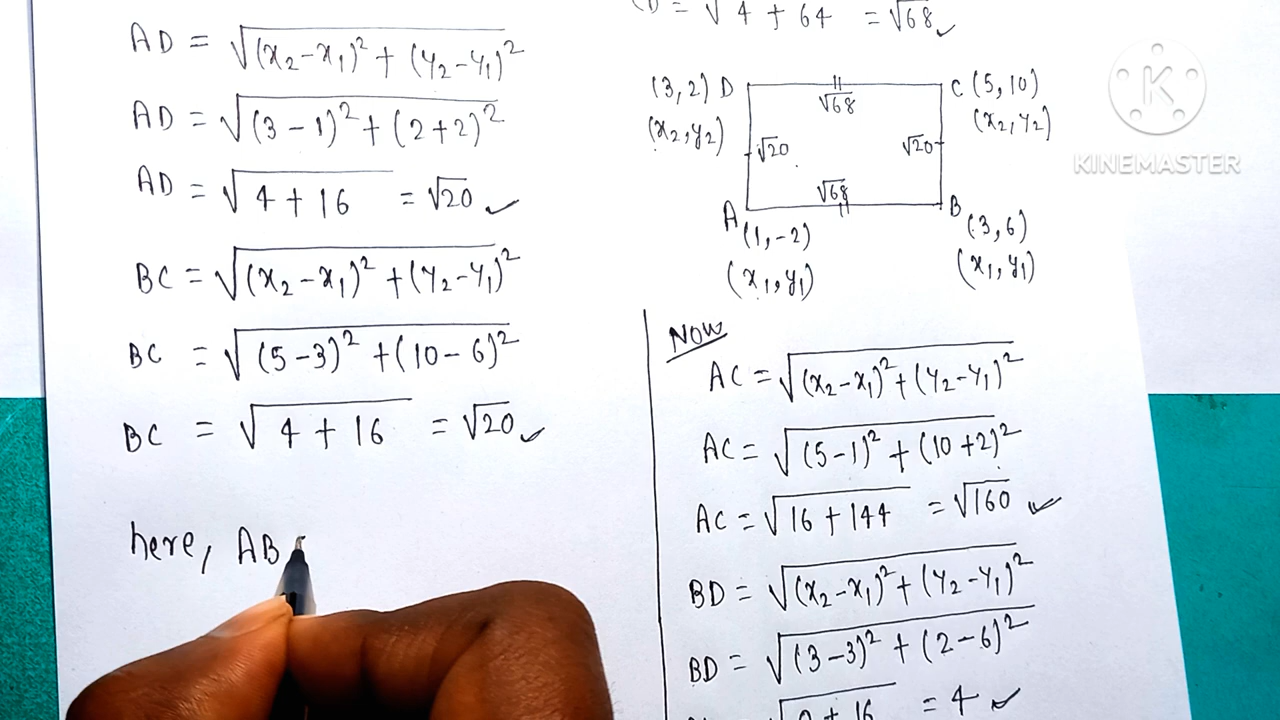 AD = √(x₂-x₁)² + (y₂-y₁)²
AD = √(3-1)² + (2+2)²
AD = √4 + 16 = √20 ✓
BC = √(x₂-x₁)² + (y₂-y₁)²
BC = √(5-3)² + (10-6)²
BC = √4 + 16 = √20 ✓
here, AB
= √4 + 64 = √68 ✓
(3,2) D
(x₂,y₂)
√68
C (5,10)
(x₂,y₂)
√20
√20
√68
A
(1,-2)
(x₁,y₁)
B
(3,6)
(x₁,y₁)
KINEMASTER
Now
AC = √(x₂-x₁)² + (y₂-y₁)²
AC = √(5-1)² + (10+2)²
AC = √16 + 144 = √160 ✓
BD = √(x₂-x₁)² + (y₂-y₁)²
BD = √(3-3)² + (2-6)²
√0 + 16 = 4 ✓